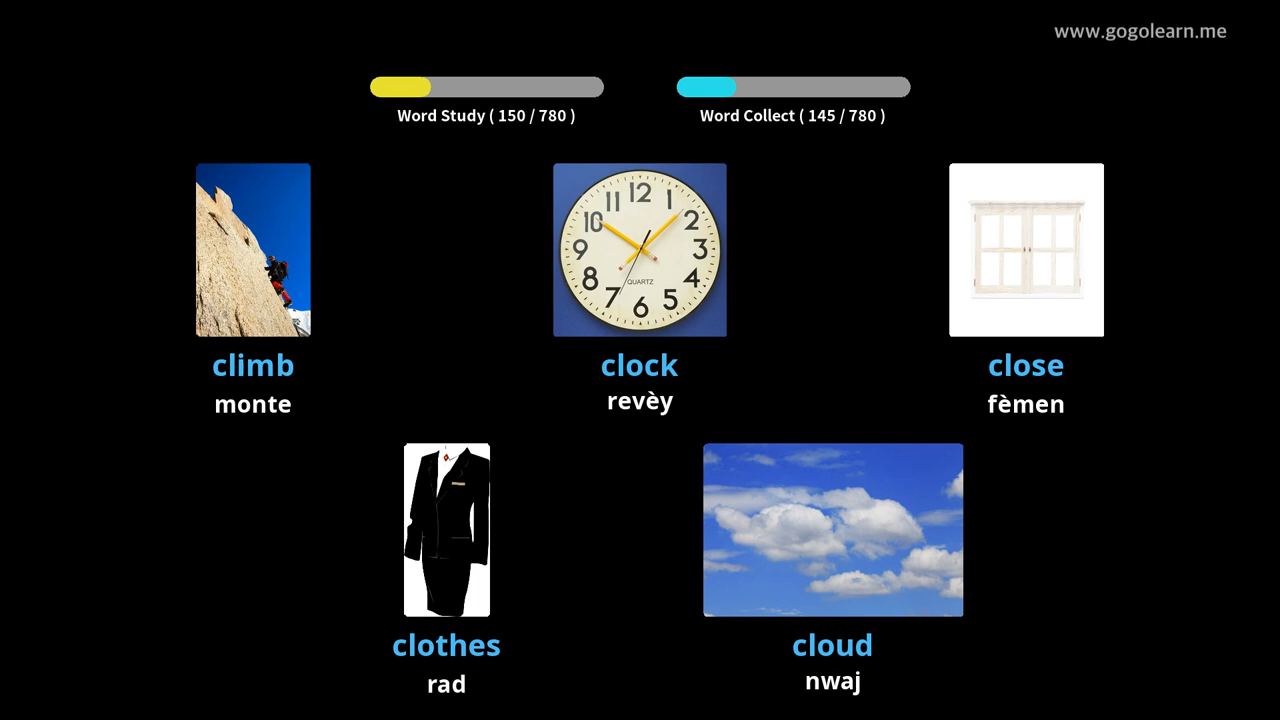 www.gogolearn.me
Word Study ( 150 / 780 )
Word Collect ( 145 / 780 )
12
11
1
10
2
9
3
8
4
QUARTZ
7
5
6
climb
clock
close
monte
revèy
fèmen
clothes
cloud
rad
nwaj